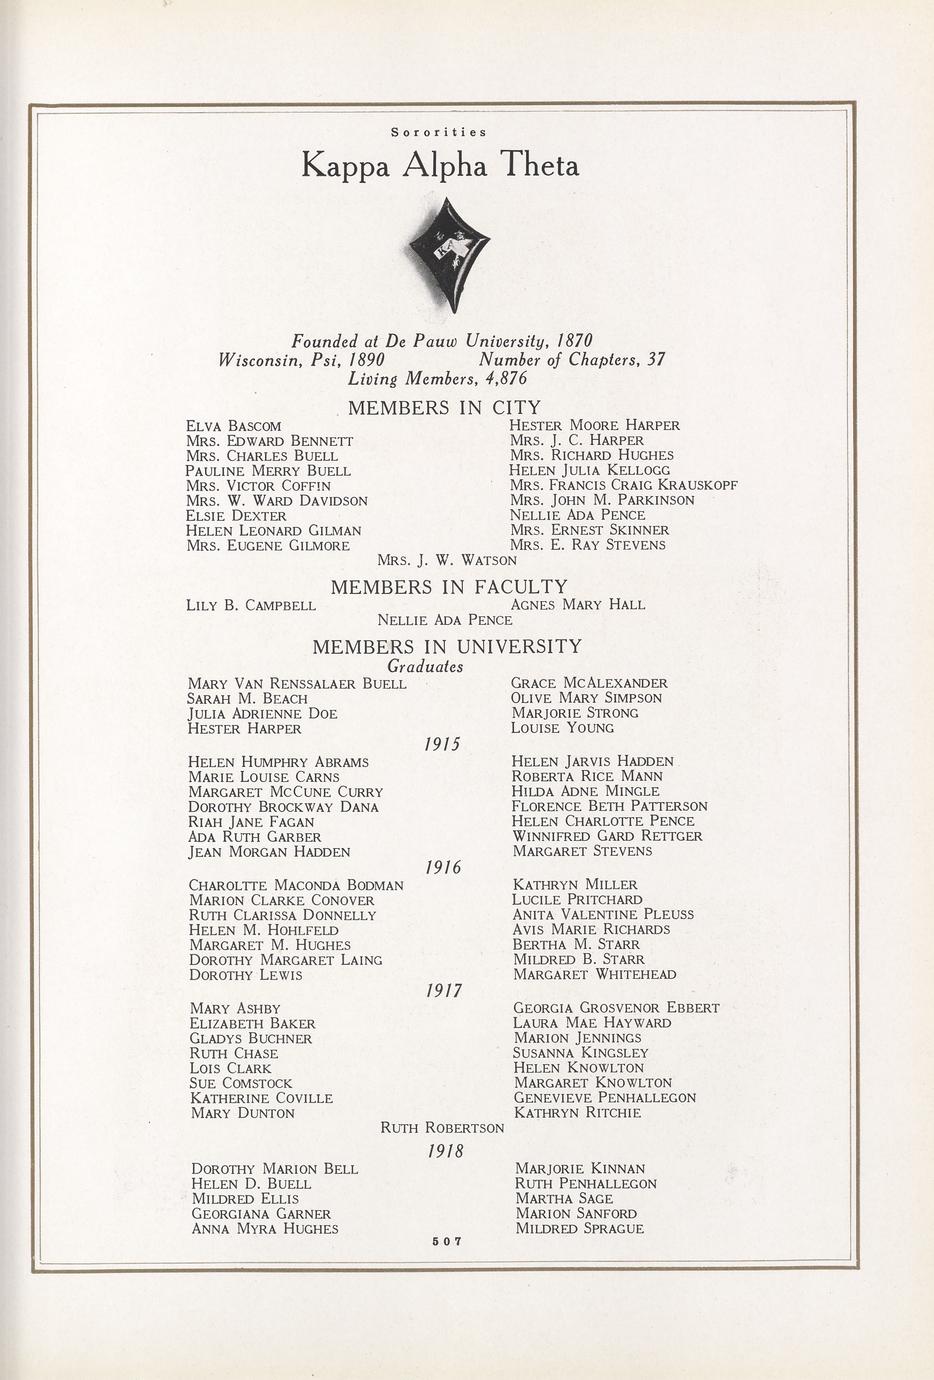 Sororities
Kappa Alpha Theta
KAΘ
Founded at De Pauw University, 1870
Wisconsin, Psi, 1890 Number of Chapters, 37
Living Members, 4,876
MEMBERS IN CITY
ELVA BASCOM HESTER MOORE HARPER
MRS. EDWARD BENNETT MRS. J. C. HARPER
MRS. CHARLES BUELL MRS. RICHARD HUGHES
PAULINE MERRY BUELL HELEN JULIA KELLOGG
MRS. VICTOR COFFIN MRS. FRANCIS CRAIG KRAUSKOPF
MRS. W. WARD DAVIDSON MRS. JOHN M. PARKINSON
ELSIE DEXTER NELLIE ADA PENCE
HELEN LEONARD GILMAN MRS. ERNEST SKINNER
MRS. EUGENE GILMORE MRS. E. RAY STEVENS
MRS. J. W. WATSON
MEMBERS IN FACULTY
LILY B. CAMPBELL AGNES MARY HALL
NELLIE ADA PENCE
MEMBERS IN UNIVERSITY
Graduates
MARY VAN RENSSALAER BUELL GRACE MCALEXANDER
SARAH M. BEACH OLIVE MARY SIMPSON
JULIA ADRIENNE DOE MARJORIE STRONG
HESTER HARPER LOUISE YOUNG
1915
HELEN HUMPHRY ABRAMS HELEN JARVIS HADDEN
MARIE LOUISE CARNS ROBERTA RICE MANN
MARGARET MCCUNE CURRY HILDA ADNE MINGLE
DOROTHY BROCKWAY DANA FLORENCE BETH PATTERSON
RIAH JANE FAGAN HELEN CHARLOTTE PENCE
ADA RUTH GARBER WINNIFRED GARD RETTGER
JEAN MORGAN HADDEN MARGARET STEVENS
1916
CHAROLTTE MACONDA BODMAN KATHRYN MILLER
MARION CLARKE CONOVER LUCILE PRITCHARD
RUTH CLARISSA DONNELLY ANITA VALENTINE PLEUSS
HELEN M. HOHLFELD AVIS MARIE RICHARDS
MARGARET M. HUGHES BERTHA M. STARR
DOROTHY MARGARET LAING MILDRED B. STARR
DOROTHY LEWIS MARGARET WHITEHEAD
1917
MARY ASHBY GEORGIA GROSVENOR EBBERT
ELIZABETH BAKER LAURA MAE HAYWARD
GLADYS BUCHNER MARION JENNINGS
RUTH CHASE SUSANNA KINGSLEY
LOIS CLARK HELEN KNOWLTON
SUE COMSTOCK MARGARET KNOWLTON
KATHERINE COVILLE GENEVIEVE PENHALLEGON
MARY DUNTON KATHRYN RITCHIE
RUTH ROBERTSON
1918
DOROTHY MARION BELL MARJORIE KINNAN
HELEN D. BUELL RUTH PENHALLEGON
MILDRED ELLIS MARTHA SAGE
GEORGIANA GARNER MARION SANFORD
ANNA MYRA HUGHES MILDRED SPRAGUE
507